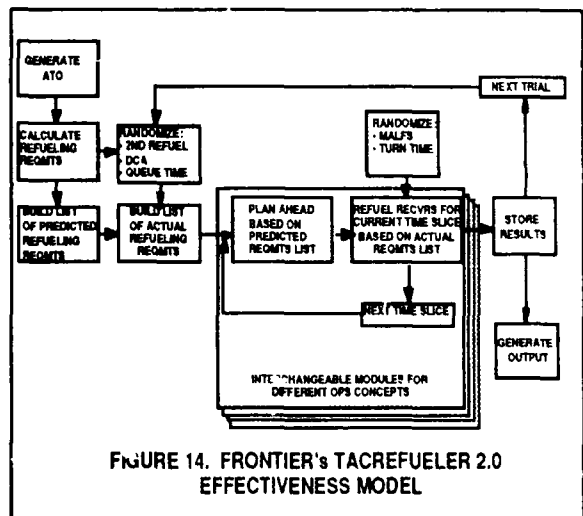 GENERATE
ATO
NEXT TRIAL
CALCULATE
REFUELING
REQMTS
RANDOMIZE:
· 2ND REFUEL
· DCA
QUEUE TIME
RANDOMIZE:
· MALFS
· TURN TIME
BUILD LIST
OF PREDICTED
REFUELING
REQMTS
BUILD LIST
OF ACTUAL
REFUELING
REQMTS
PLAN AHEAD
BASED ON
PREDICTED
REQMTS LIST
REFUEL RECVRS FOR
CURRENT TIME SLICE
BASED ON ACTUAL
REQMTS LIST
STORE
RESULTS
NEXT TIME SLICE
GENERATE
OUTPUT
INTERCHANGEABLE MODULES FOR
DIFFERENT OPS CONCEPTS
FIGURE 14. FRONTIER's TACREFUELER 2.0
EFFECTIVENESS MODEL